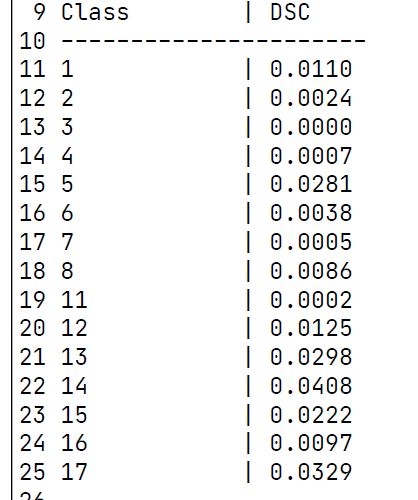 9 Class | DSC
10 ----------------------
11 1 | 0.0110
12 2 | 0.0024
13 3 | 0.0000
14 4 | 0.0007
15 5 | 0.0281
16 6 | 0.0038
17 7 | 0.0005
18 8 | 0.0086
19 11 | 0.0002
20 12 | 0.0125
21 13 | 0.0298
22 14 | 0.0408
23 15 | 0.0222
24 16 | 0.0097
25 17 | 0.0329